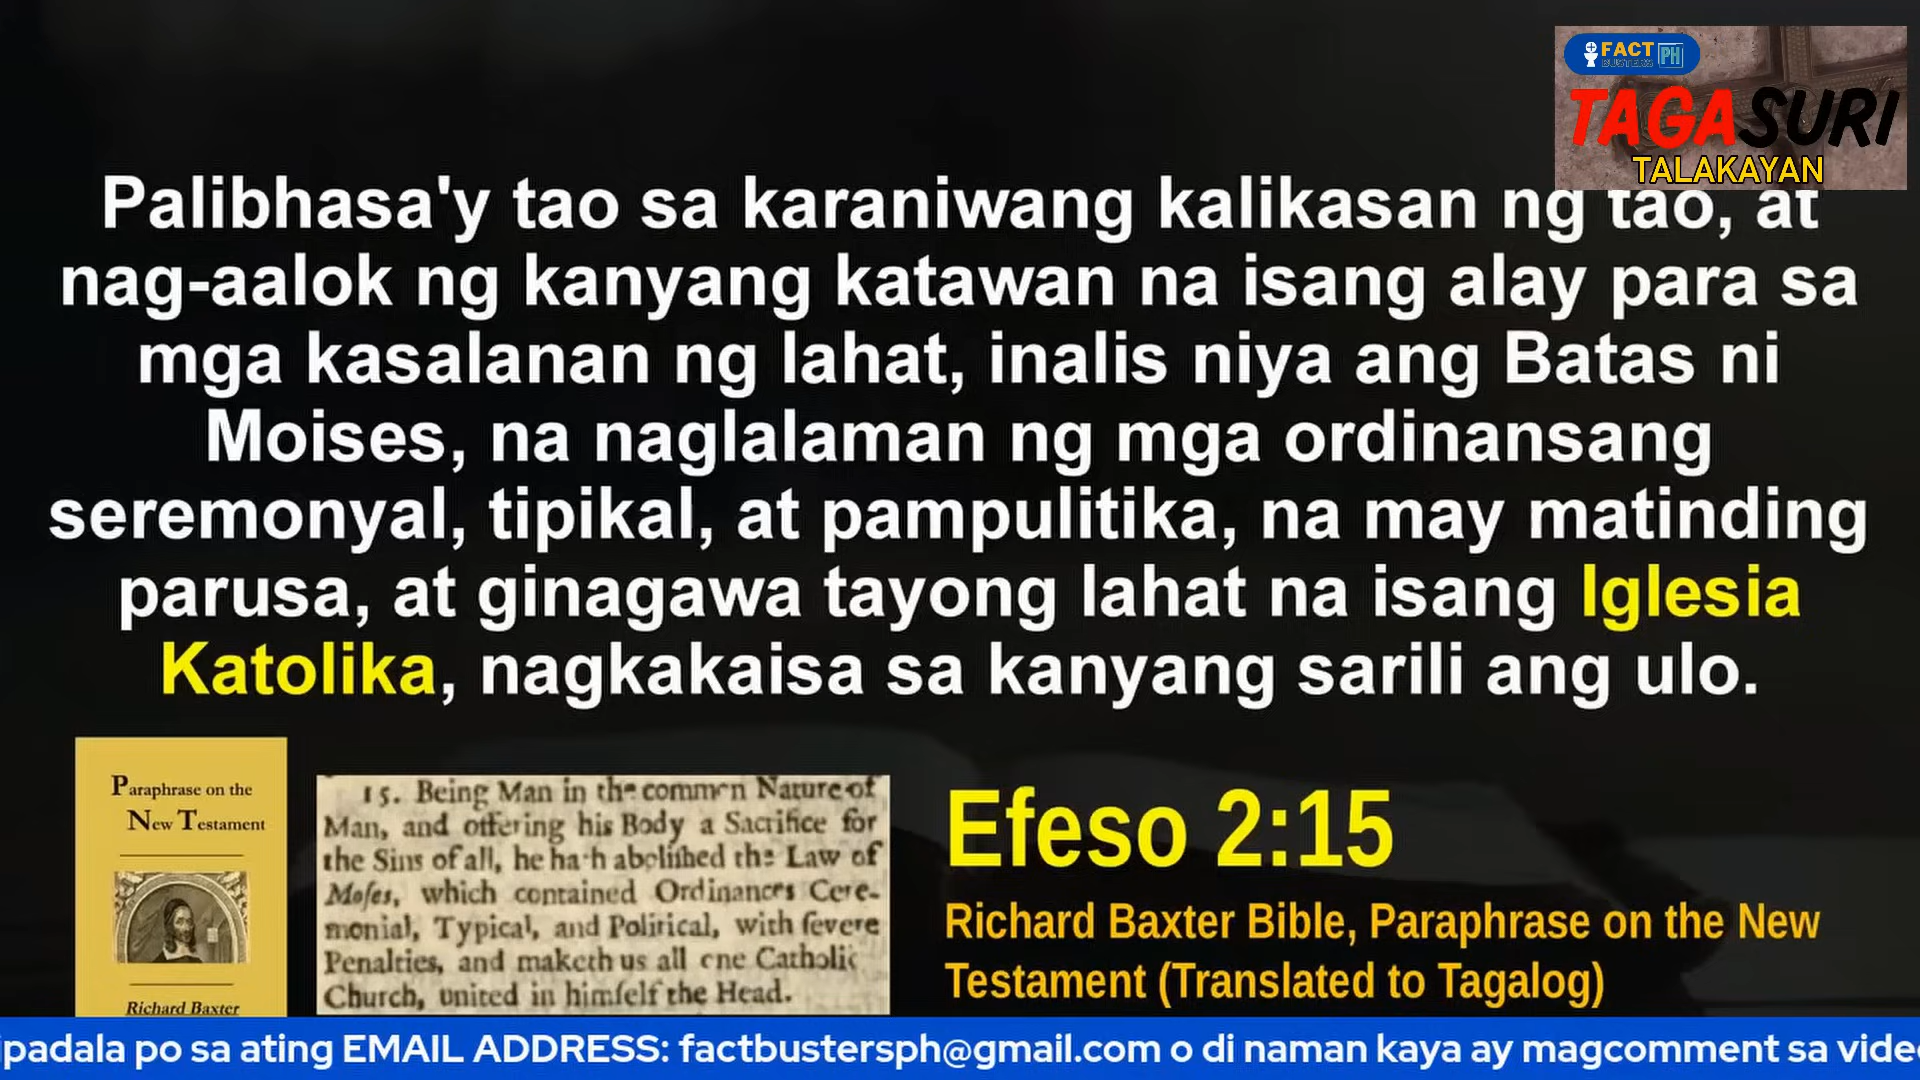 FACT
BUSTERS
PH
TAGASURI
TALAKAYAN
Palibhasa'y tao sa karaniwang kalikasan ng tao, at
nag-aalok ng kanyang katawan na isang alay para sa
mga kasalanan ng lahat, inalis niya ang Batas ni
Moises, na naglalaman ng mga ordinansang
seremonyal, tipikal, at pampulitika, na may matinding
parusa, at ginagawa tayong lahat na isang Iglesia
Katolika, nagkakaisa sa kanyang sarili ang ulo.
Paraphrase on the
New Testament
Richard Baxter
15. Being Man in the common Nature of
Man, and offering his Body a Sacrifice for
the Sins of all, he hath aboliſhed the Law of
Moſes, which contained Ordinances Cere-
monial, Typical, and Political, with ſevere
Penalties, and maketh us all one Catholic
Church, united in himſelf the Head.
Efeso 2:15
Richard Baxter Bible, Paraphrase on the New
Testament (Translated to Tagalog)
ipadala po sa ating EMAIL ADDRESS: factbustersph@gmail.com o di naman kaya ay magcomment sa vide